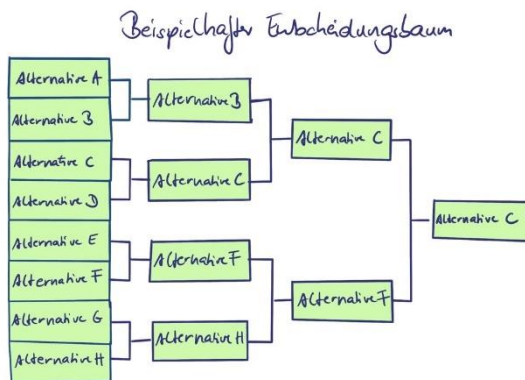 Beispielhafter Entscheidungsbaum
Alternative A
Alternative B
Alternative C
Alternative D
Alternative E
Alternative F
Alternative G
Alternative H
Alternative B
Alternative C
Alternative F
Alternative H
Alternative C
Alternative F
Alternative C